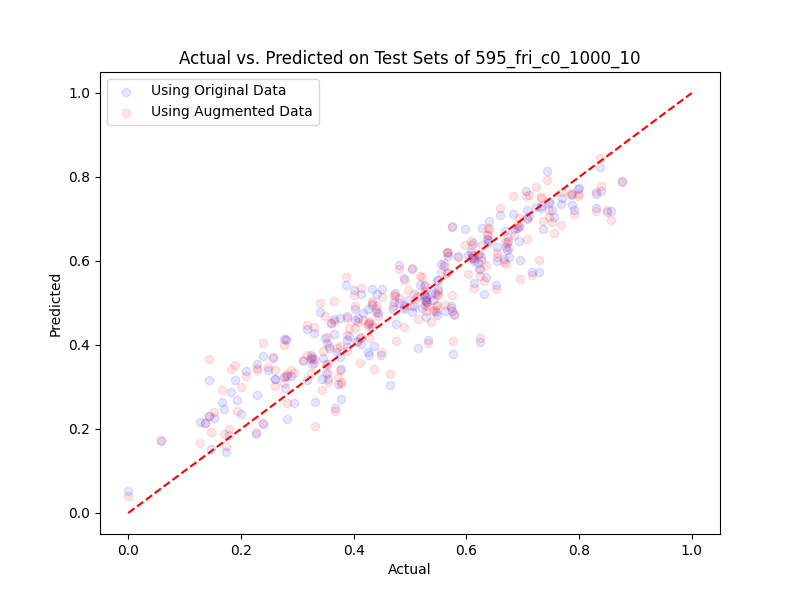 Actual vs. Predicted on Test Sets of 595_fri_c0_1000_10
Using Original Data
Using Augmented Data
1.0
0.8
0.6
0.4
0.2
0.0
Predicted
0.0 0.2 0.4 0.6 0.8 1.0
Actual